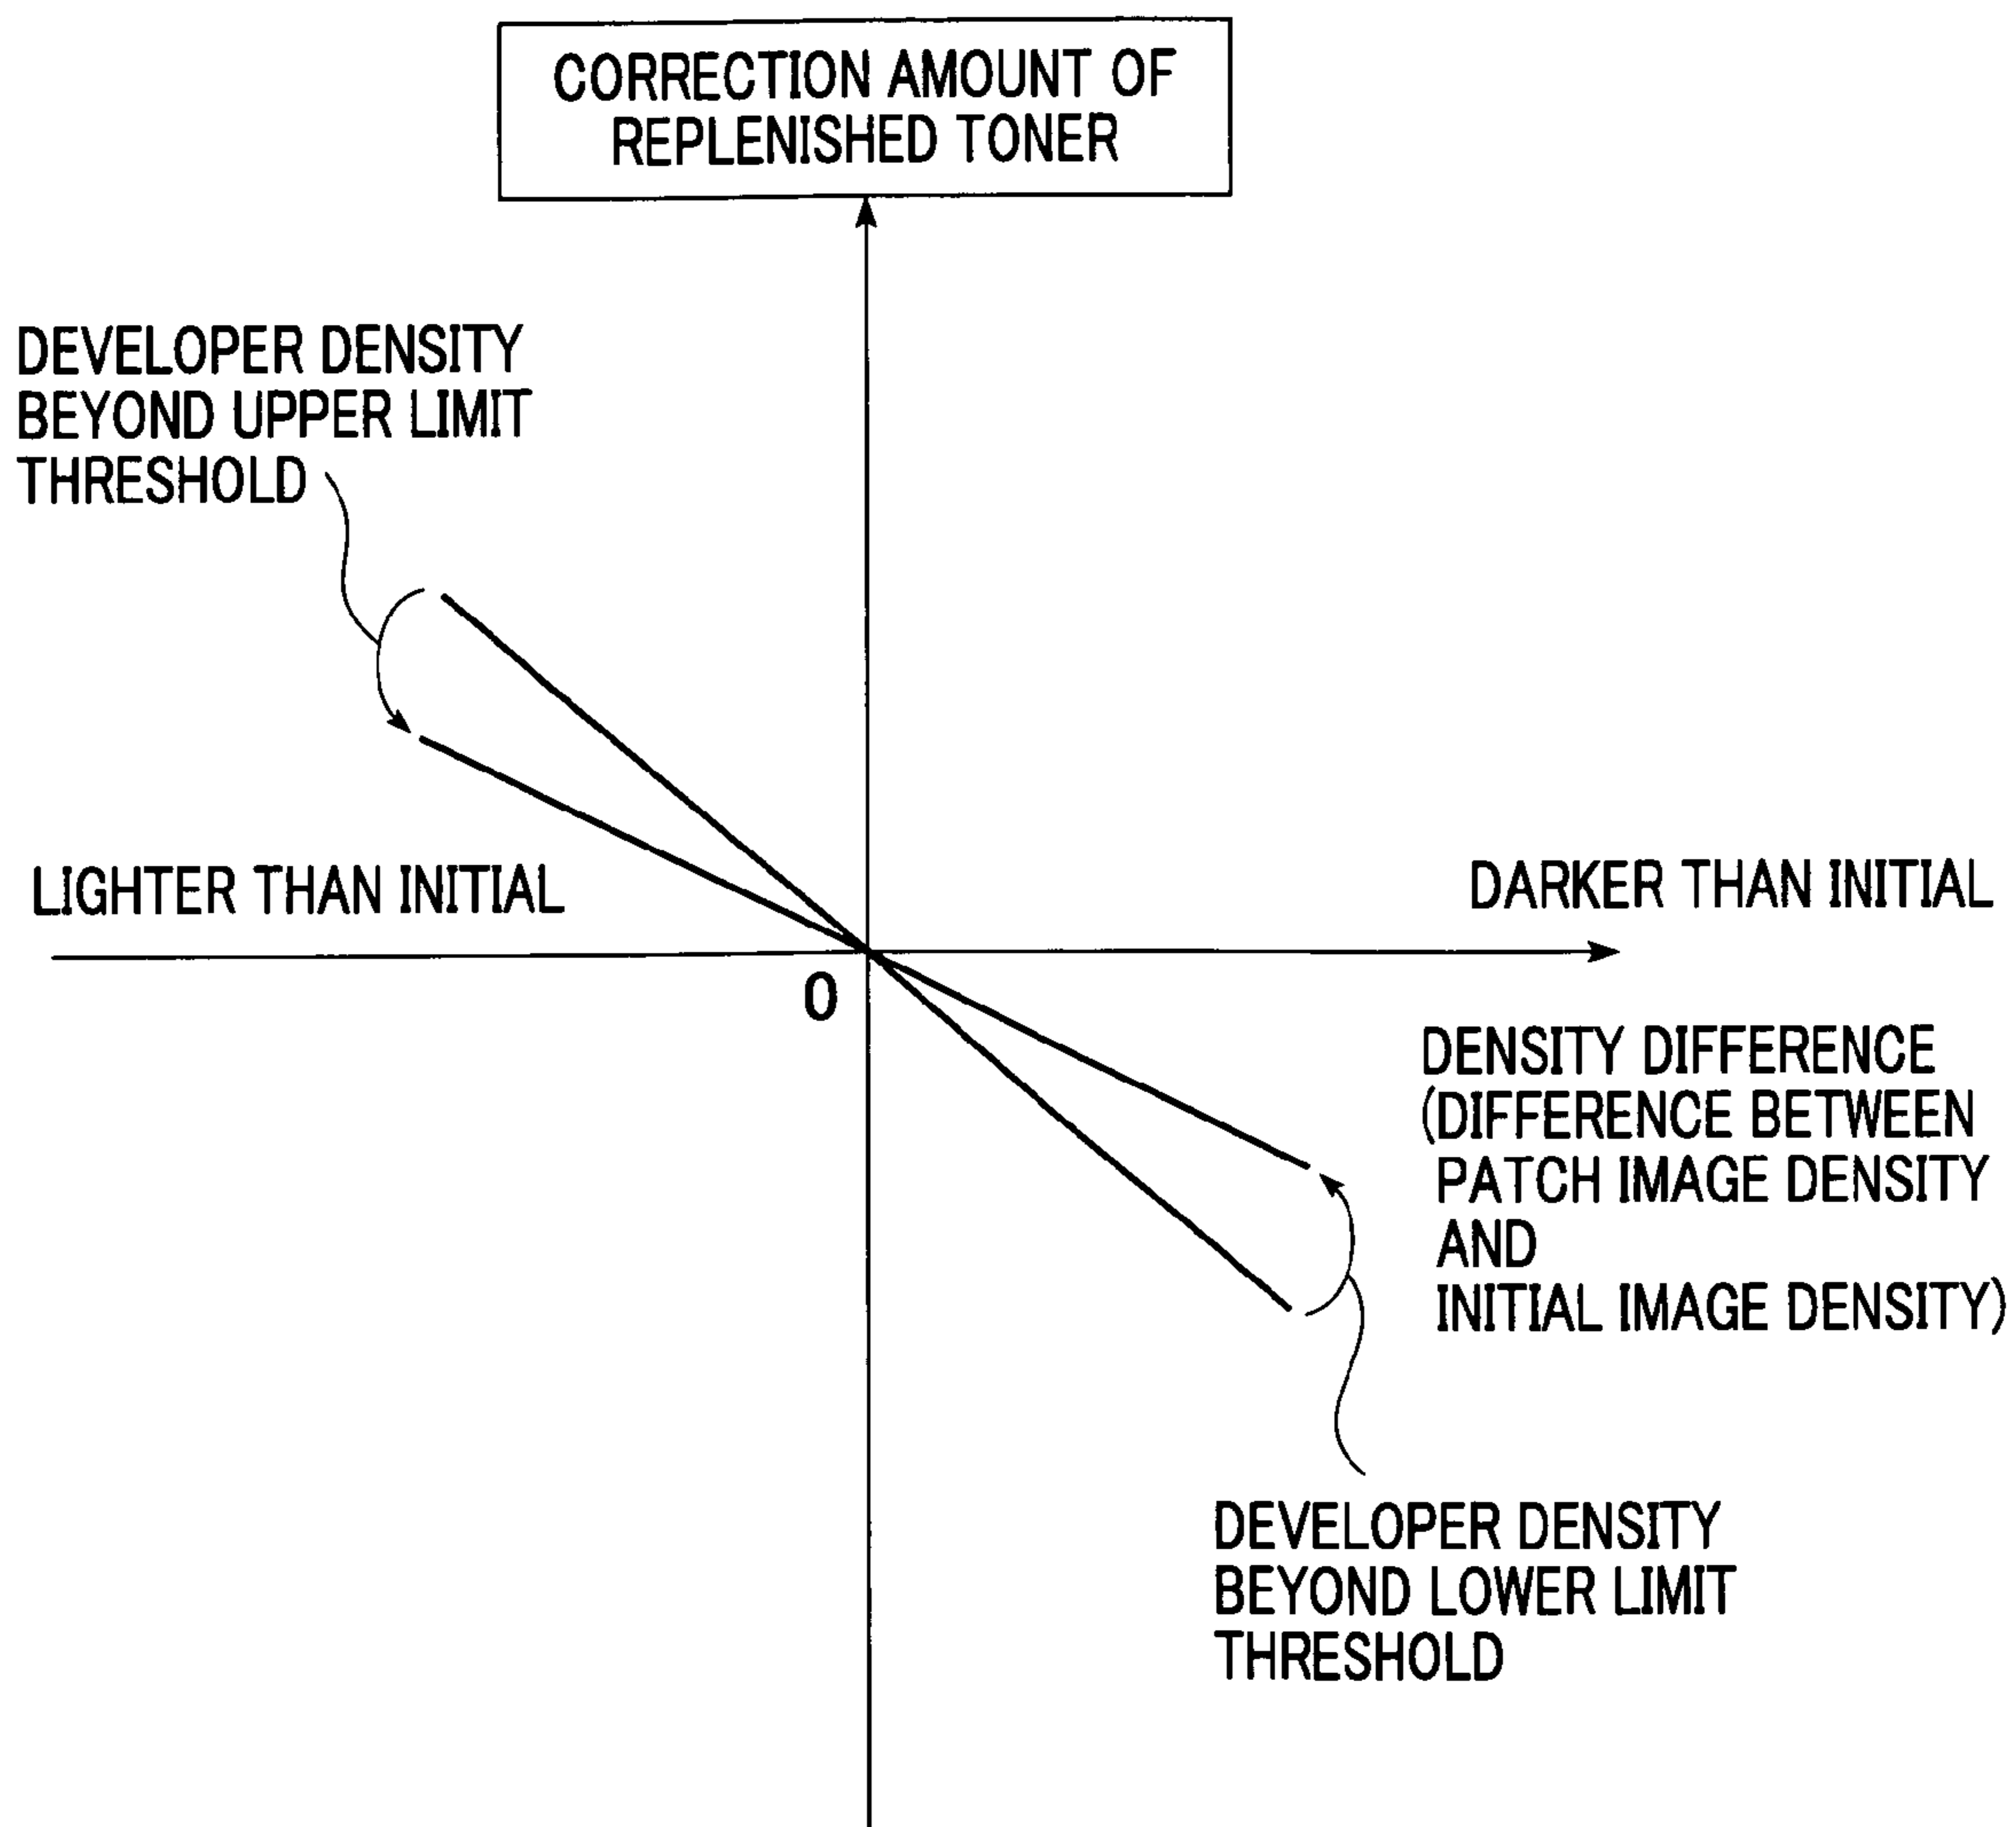 CORRECTION AMOUNT OF
REPLENISHED TONER
DEVELOPER DENSITY
BEYOND UPPER LIMIT
THRESHOLD
LIGHTER THAN INITIAL
DARKER THAN INITIAL
0
DENSITY DIFFERENCE
(DIFFERENCE BETWEEN
PATCH IMAGE DENSITY
AND
INITIAL IMAGE DENSITY)
DEVELOPER DENSITY
BEYOND LOWER LIMIT
THRESHOLD